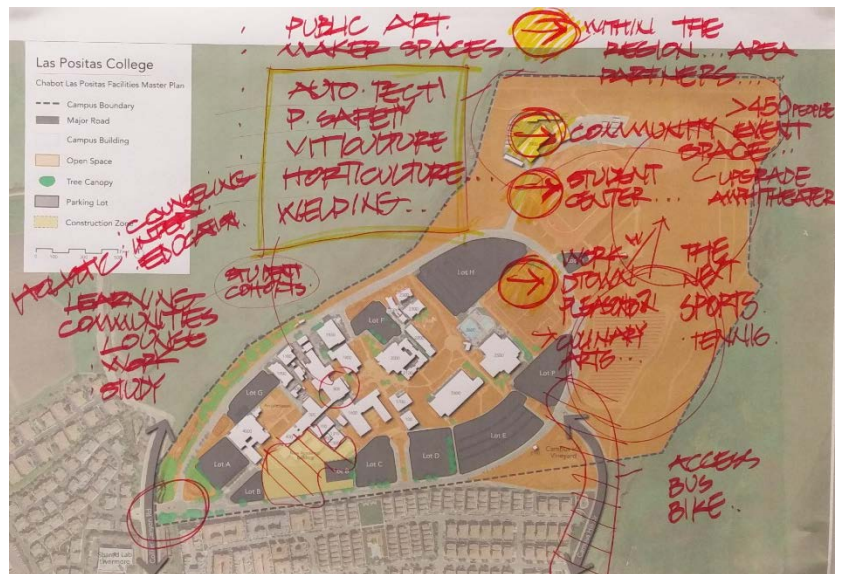 PUBLIC ART.
MAKER SPACES.
WITHIN THE
REGION... AREA
PARTNERS...
Las Positas College
Chabot Las Positas Facilities Master Plan
Campus Boundary
Major Road
Campus Building
Open Space
Tree Canopy
Parking Lot
Construction Zone
AUTO. TECH
P. SAFETY
VITICULTURE
HORTICULTURE...
WELDING...
>450 PEOPLE
COMMUNITY EVENT
SPACE...
UPGRADE
AMPHITHEATER
STUDENT
CENTER...
COUNSELING
EDUCATION
HOLISTIC
LEARNING
COMMUNITIES
LOUNGE
WORK
STUDY
STUDENT
COHORTS.
WORK W/
DTOWN
CULINARY
ARTS...
THE
NEXT
SPORTS
TENNIS.
Lot H
Lot F
Lot G
Lot P
Lot A
Lot B
Lot C
Lot D
Lot E
ACCESS
BUS
BIKE..